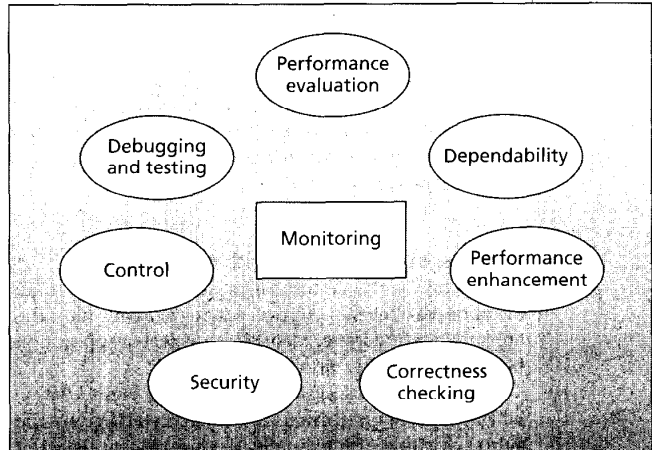 Performance
evaluation
Debugging
and testing
Dependability
Monitoring
Control
Performance
enhancement
Security
Correctness
checking